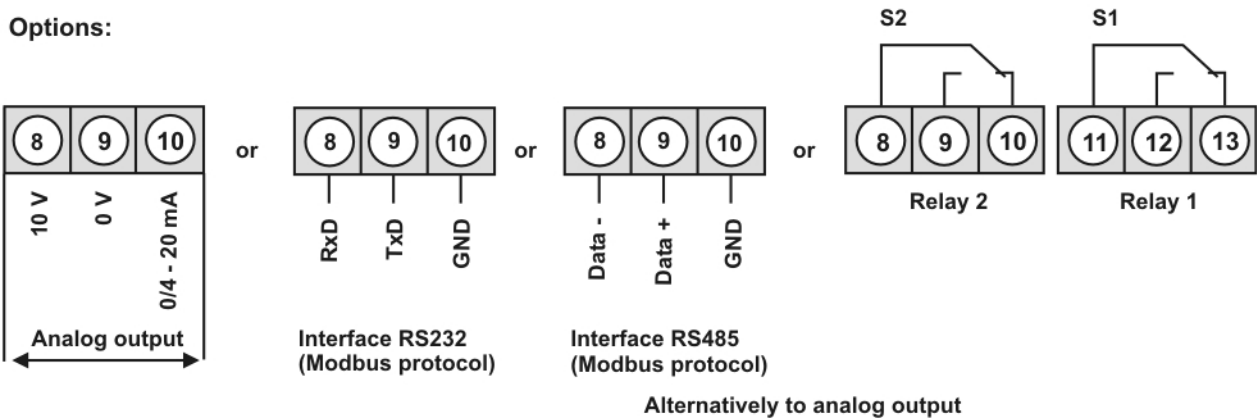 Options:
S2
S1
8 9 10
or
8 9 10
or
8 9 10
or
8 9 10
11 12 13
10 V
0 V
0/4 - 20 mA
Analog output
RxD
TxD
GND
Interface RS232
(Modbus protocol)
Data -
Data +
GND
Interface RS485
(Modbus protocol)
Relay 2
Relay 1
Alternatively to analog output